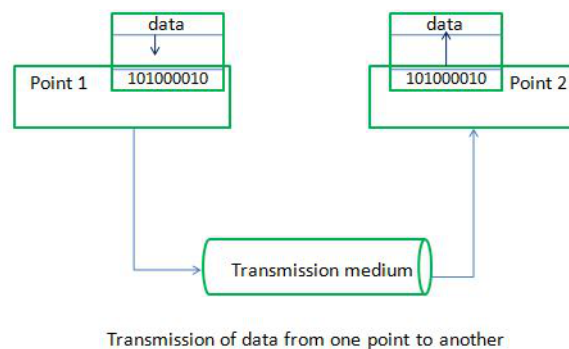 data
101000010
Point 1
data
101000010
Point 2
Transmission medium
Transmission of data from one point to another